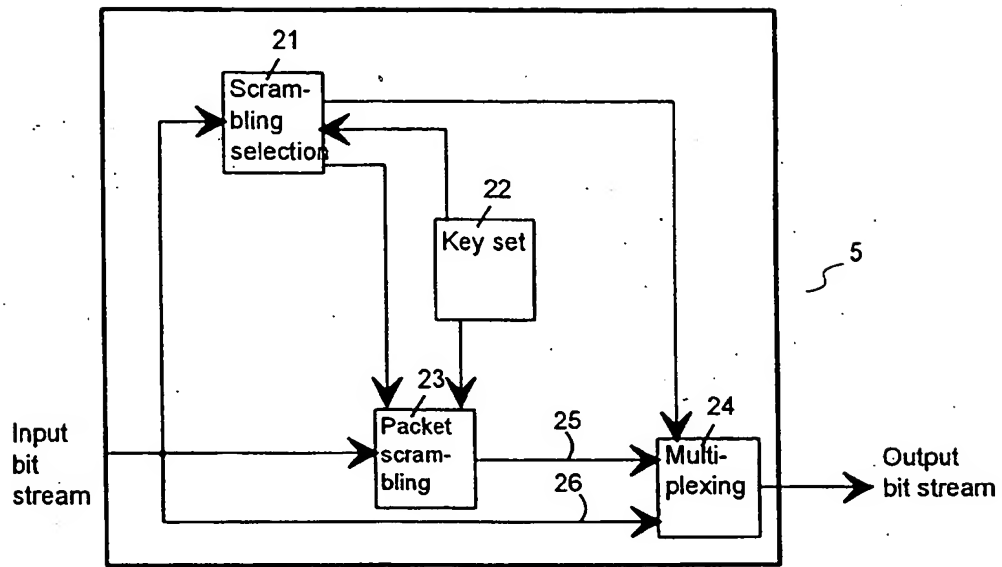 21
Scram-
bling
selection
22
Key set
5
23
Packet
scram-
bling
24
Multi-
plexing
25
26
Input
bit
stream
Output
bit stream